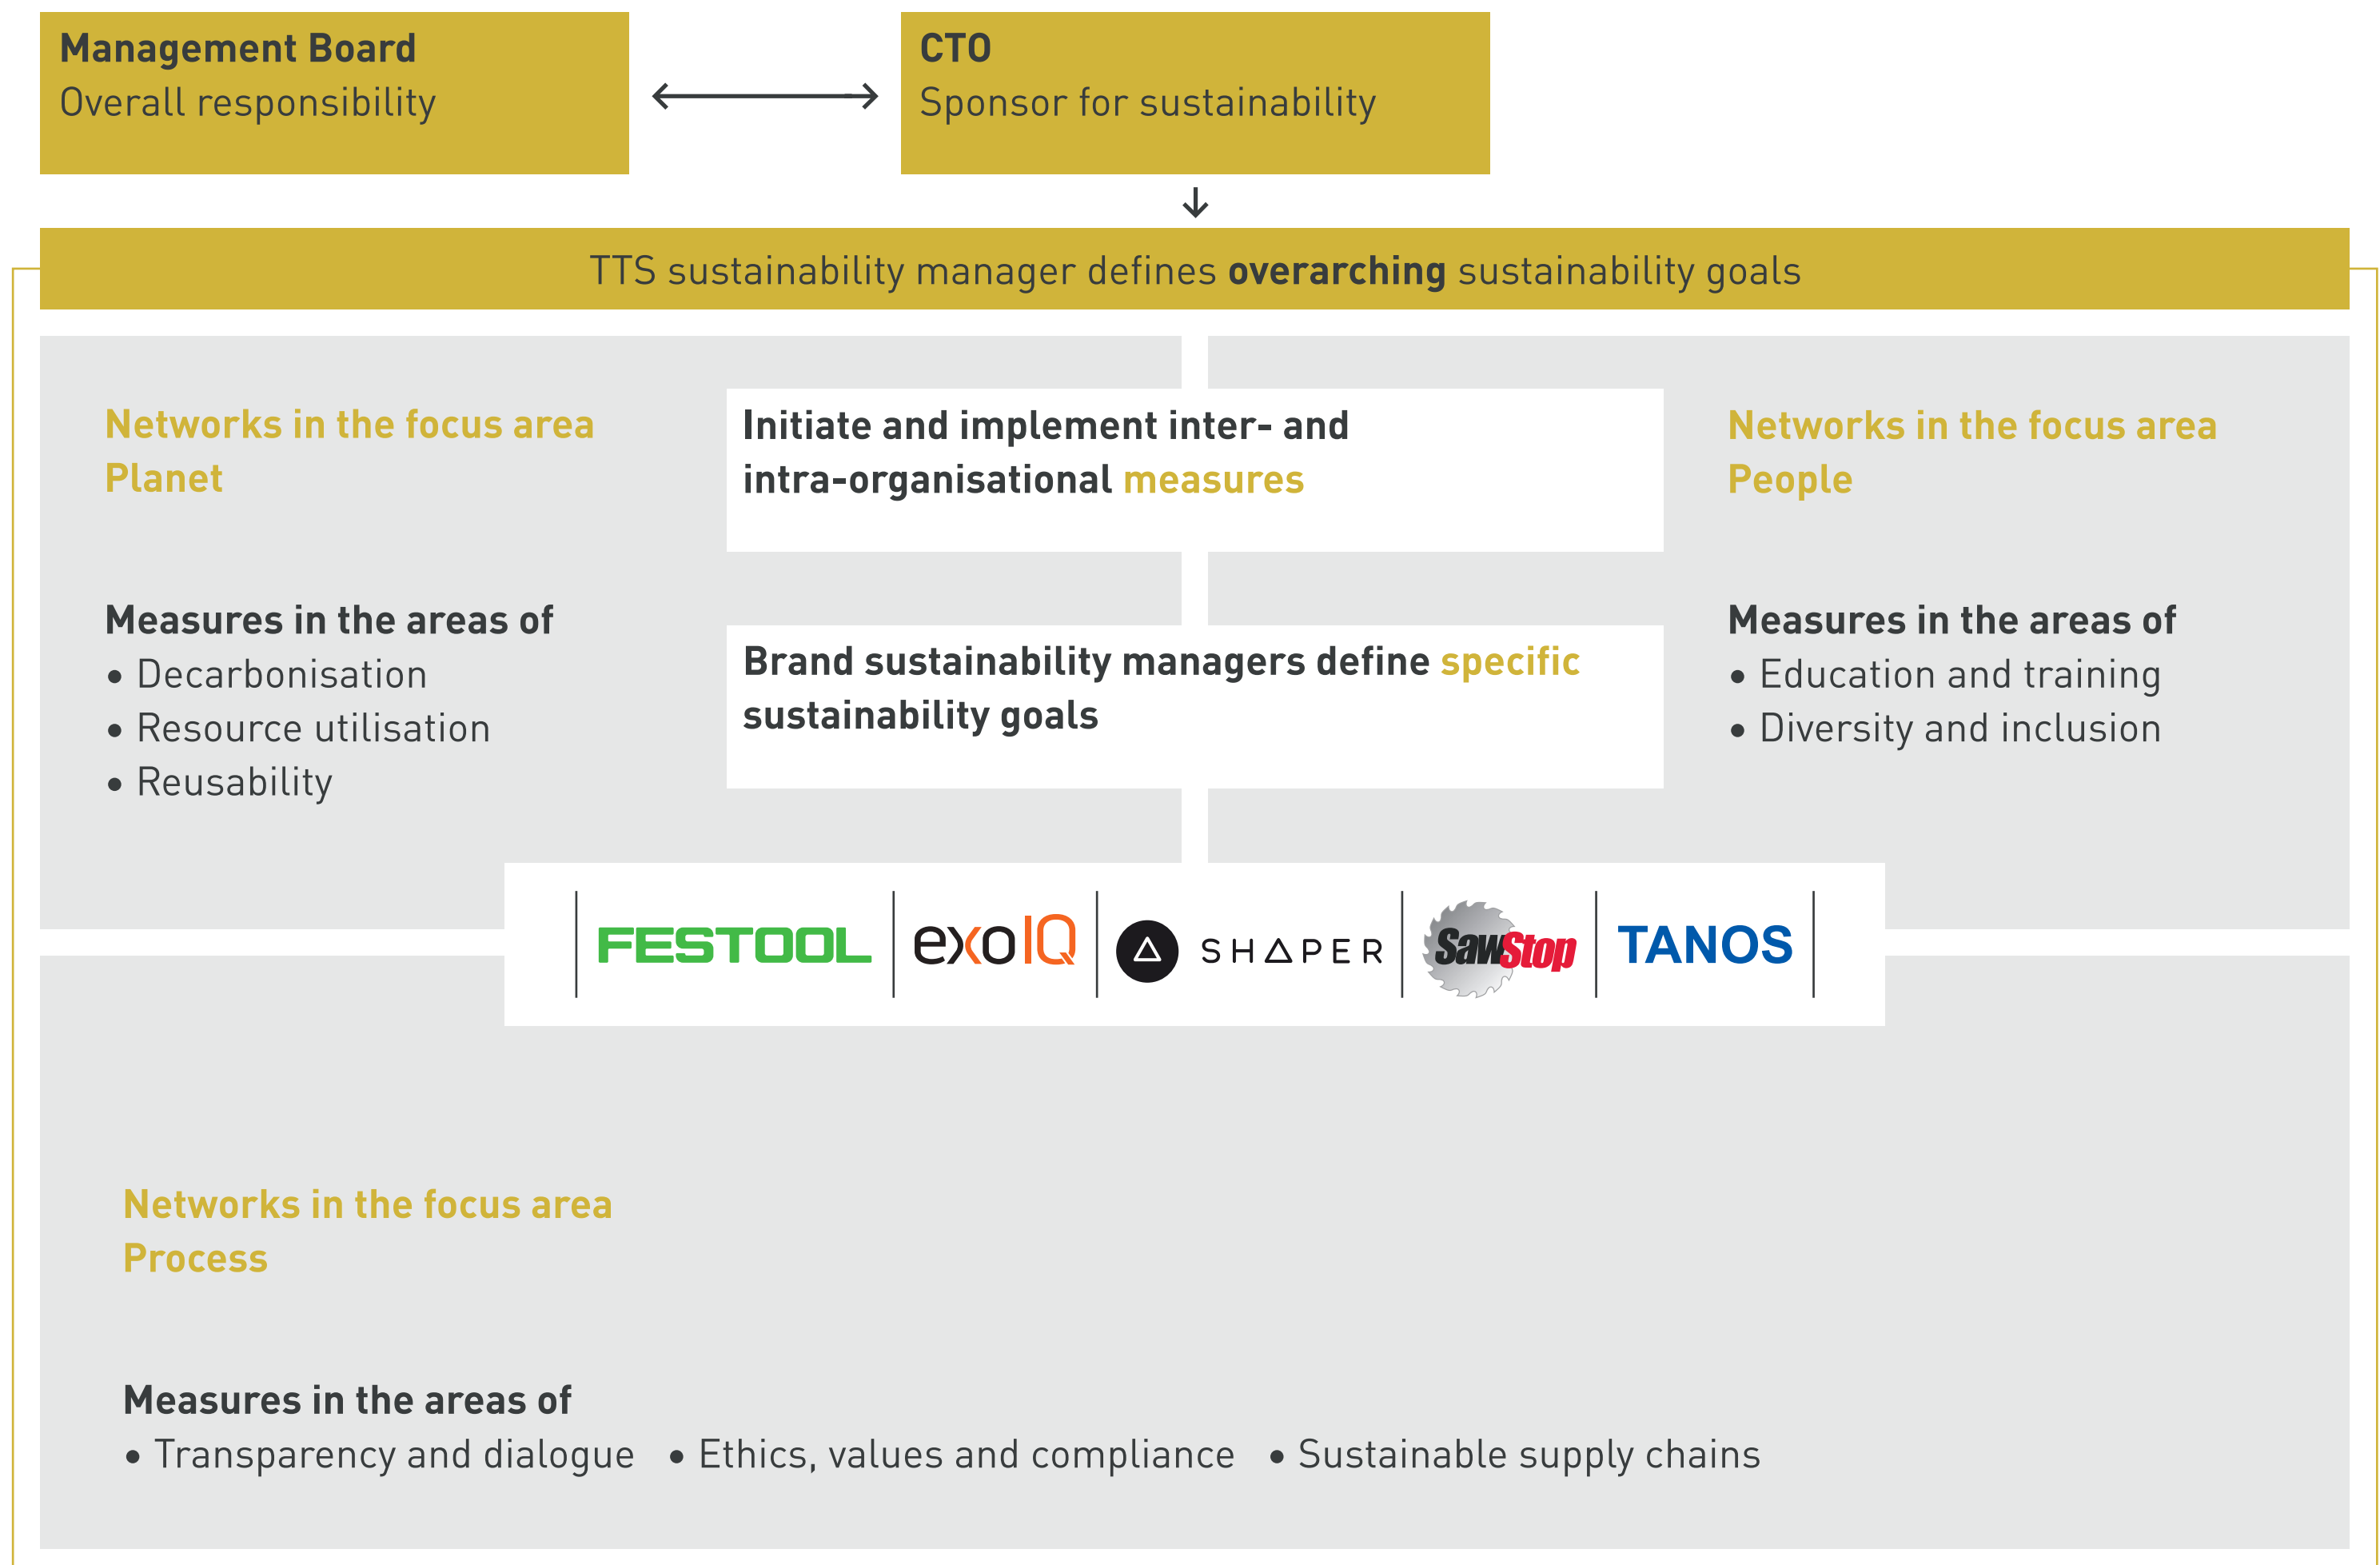 Management Board
Overall responsibility
CTO
Sponsor for sustainability
TTS sustainability manager defines overarching sustainability goals
Networks in the focus area
Planet
Measures in the areas of
• Decarbonisation
• Resource utilisation
• Reusability
Initiate and implement inter- and
intra-organisational measures
Brand sustainability managers define specific
sustainability goals
Networks in the focus area
People
Measures in the areas of
• Education and training
• Diversity and inclusion
FESTOOL
exoIQ
SHAPER
SawStop
TANOS
Networks in the focus area
Process
Measures in the areas of
• Transparency and dialogue • Ethics, values and compliance • Sustainable supply chains